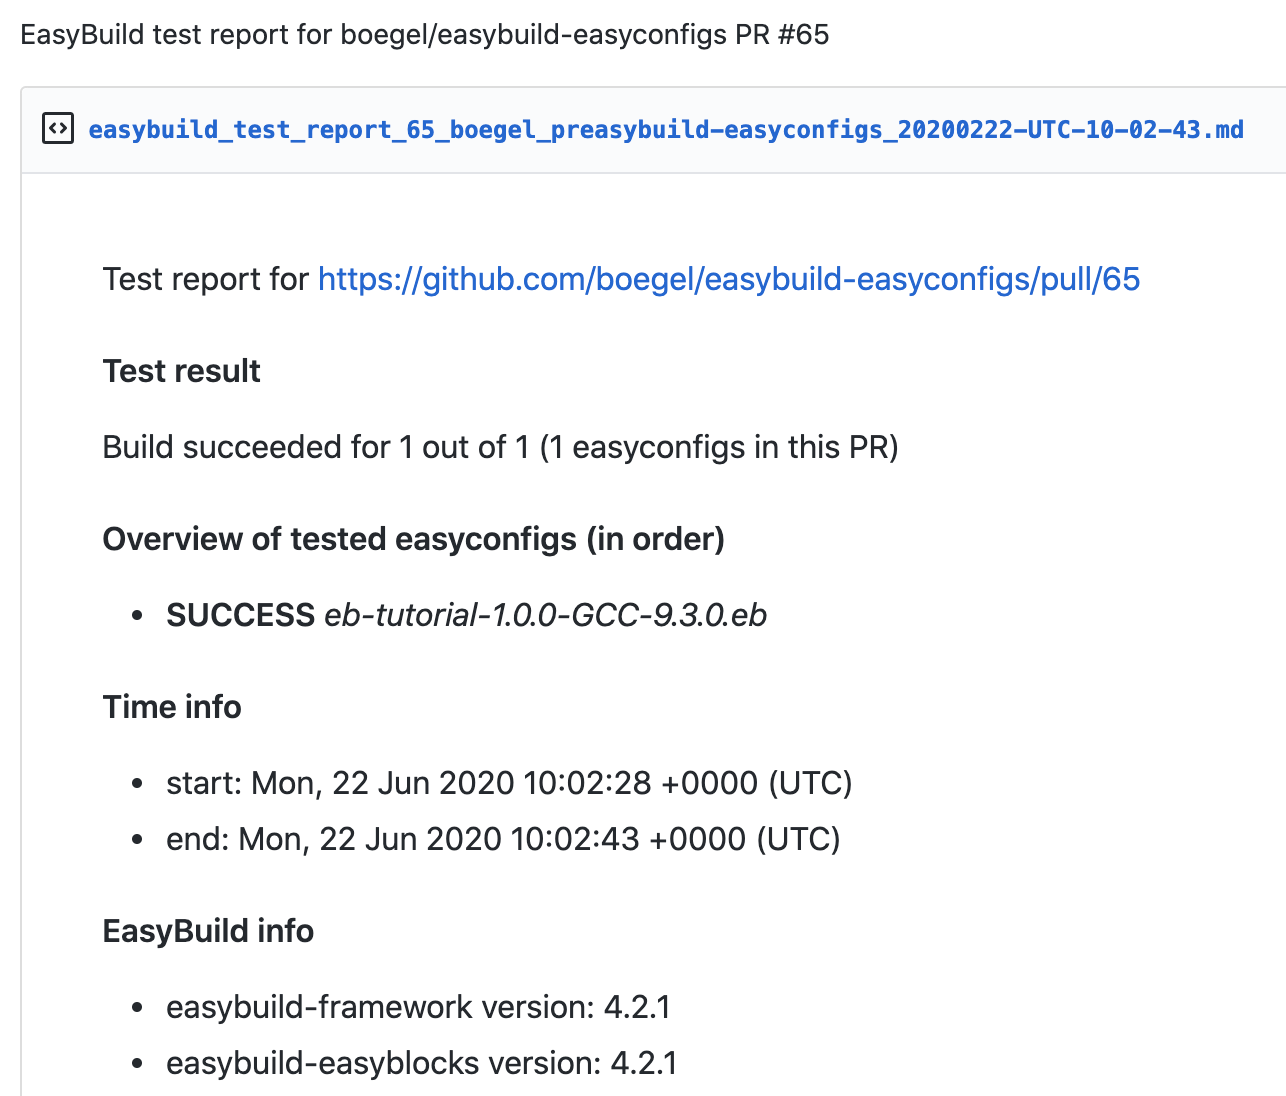 EasyBuild test report for boegel/easybuild-easyconfigs PR #65
easybuild_test_report_65_boegel_preasybuild-easyconfigs_20200222-UTC-10-02-43.md
Test report for https://github.com/boegel/easybuild-easyconfigs/pull/65
Test result
Build succeeded for 1 out of 1 (1 easyconfigs in this PR)
Overview of tested easyconfigs (in order)
• SUCCESS eb-tutorial-1.0.0-GCC-9.3.0.eb
Time info
• start: Mon, 22 Jun 2020 10:02:28 +0000 (UTC)
• end: Mon, 22 Jun 2020 10:02:43 +0000 (UTC)
EasyBuild info
• easybuild-framework version: 4.2.1
• easybuild-easyblocks version: 4.2.1